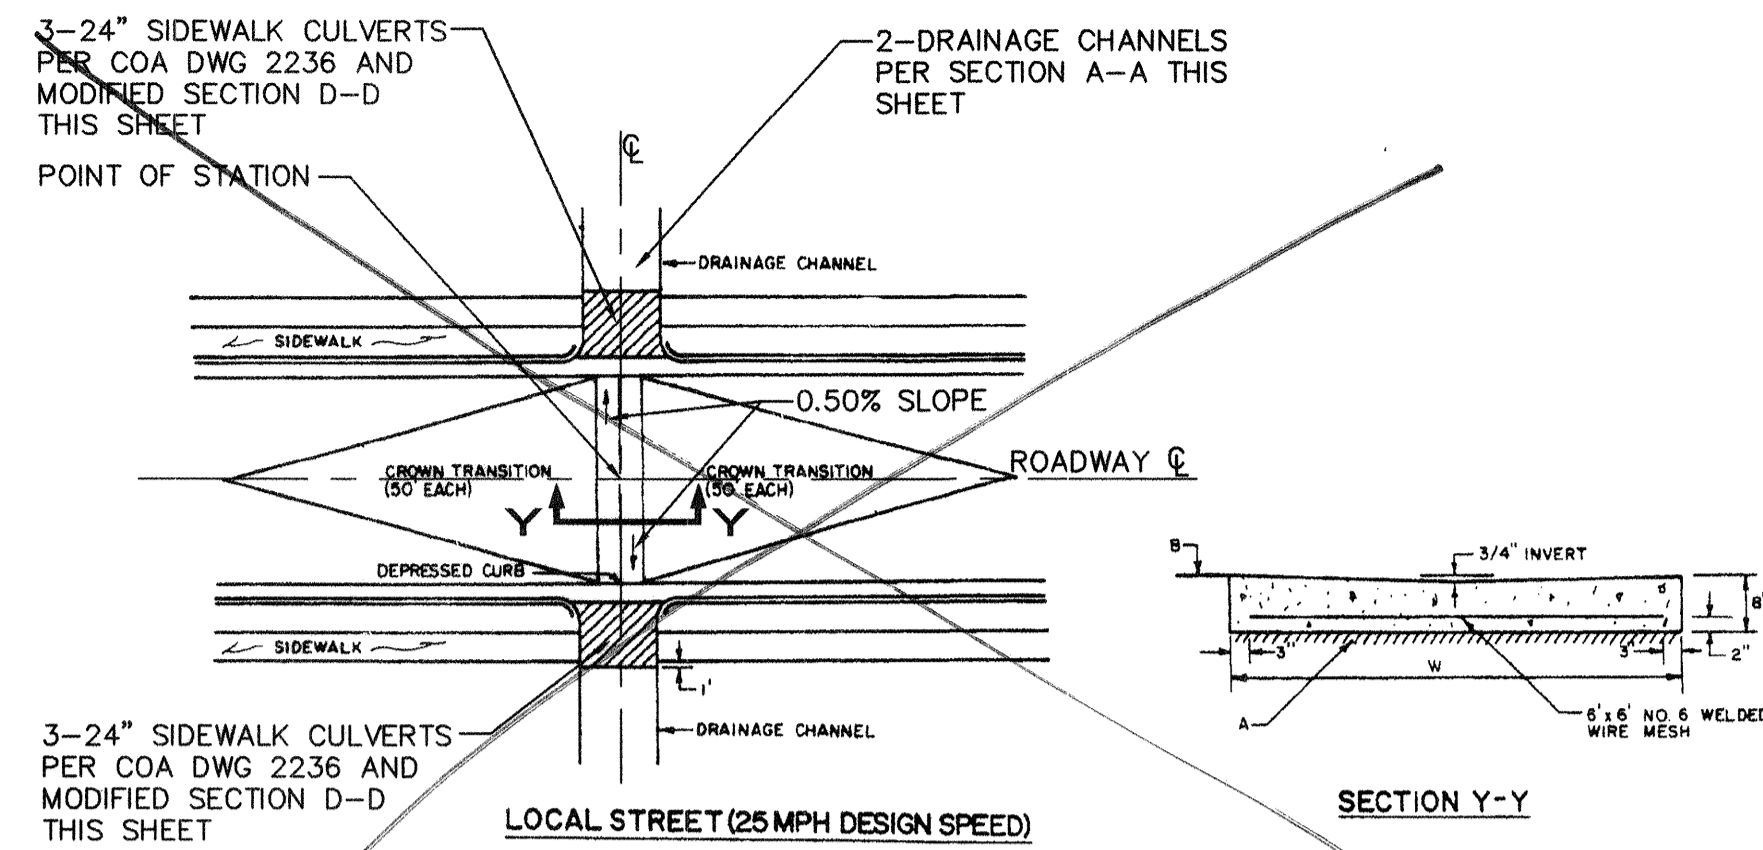 3-24" SIDEWALK CULVERTS
PER COA DWG 2236 AND
MODIFIED SECTION D-D
THIS SHEET
2-DRAINAGE CHANNELS
PER SECTION A-A THIS
SHEET
POINT OF STATION
℄
DRAINAGE CHANNEL
SIDEWALK
0.50% SLOPE
CROWN TRANSITION
(50' EACH)
CROWN TRANSITION
(50' EACH)
ROADWAY ℄
Y
Y
DEPRESSED CURB
SIDEWALK
1'
DRAINAGE CHANNEL
3-24" SIDEWALK CULVERTS
PER COA DWG 2236 AND
MODIFIED SECTION D-D
THIS SHEET
LOCAL STREET (25 MPH DESIGN SPEED)
B
3/4" INVERT
8"
3"
3"
2"
W
A
6' x 6' NO. 6 WELDED
WIRE MESH
SECTION Y-Y